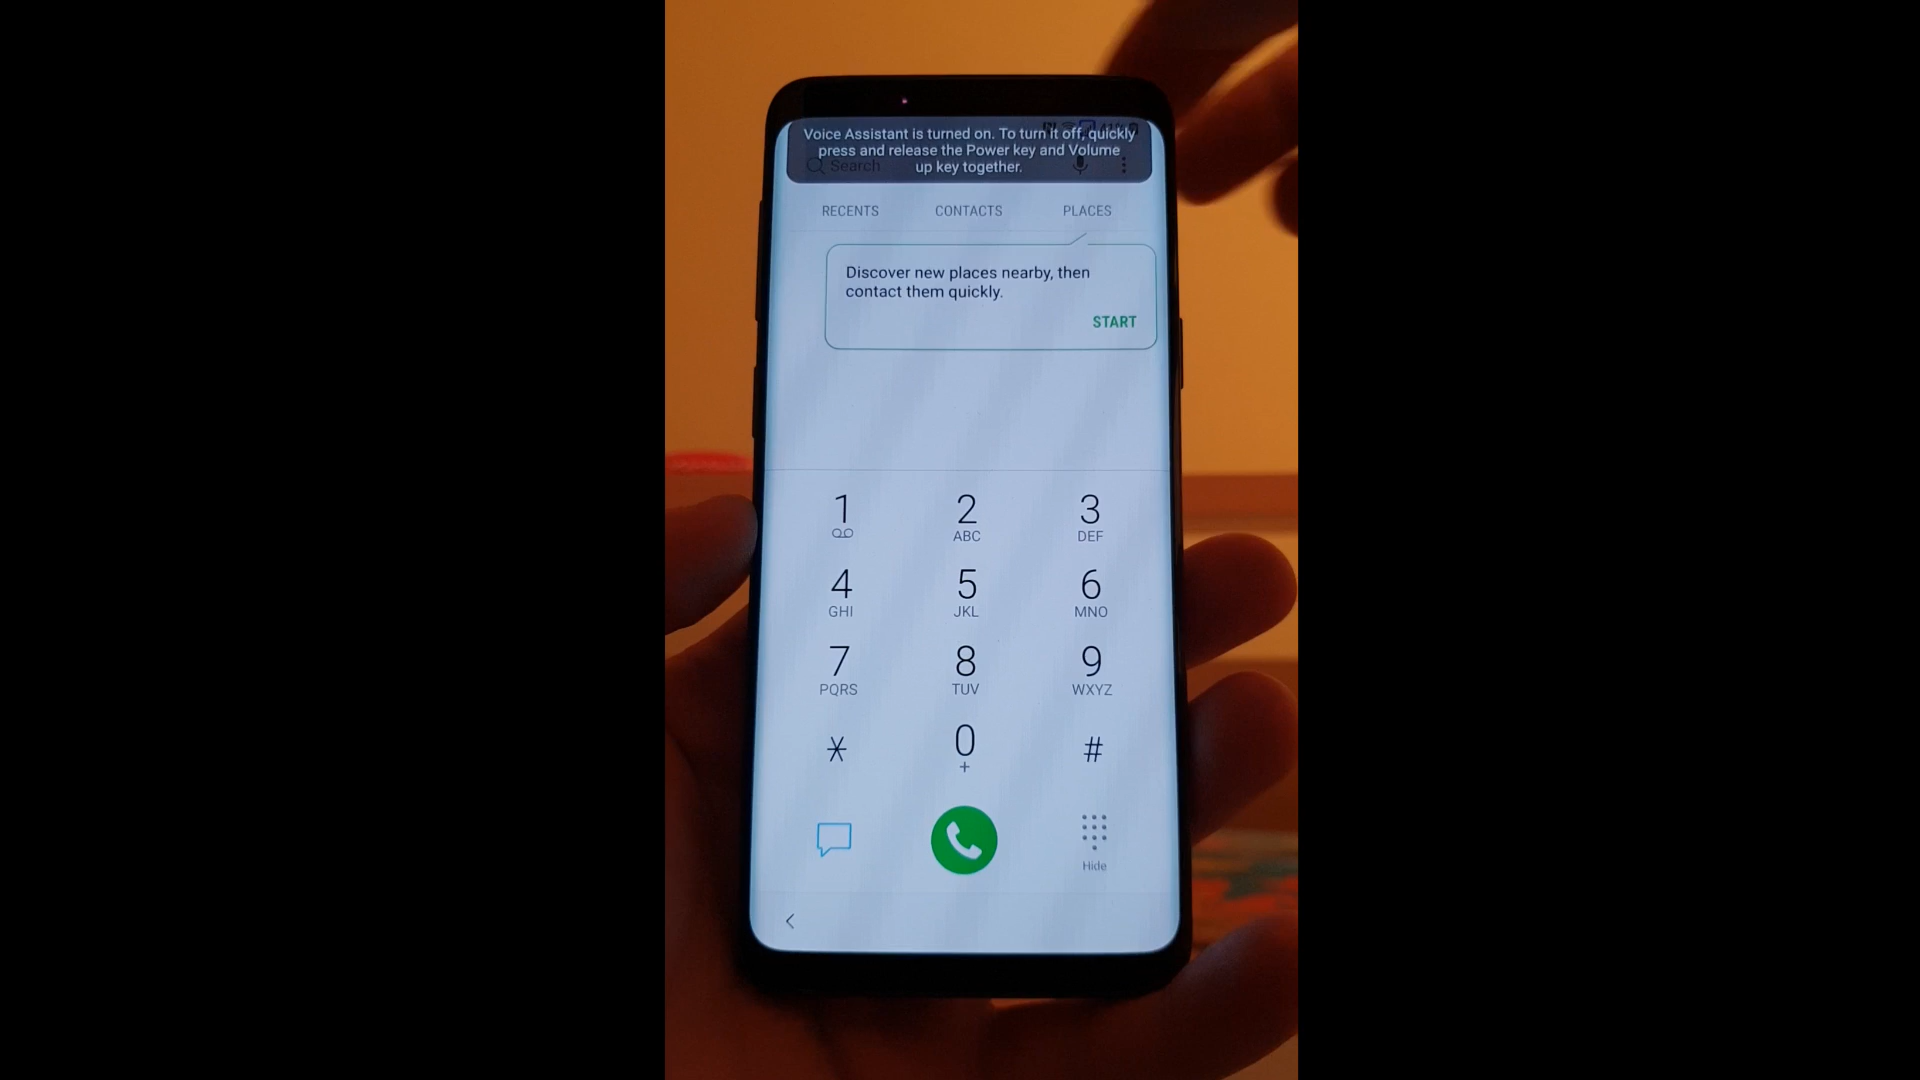 41%
Voice Assistant is turned on. To turn it off, quickly
press and release the Power key and Volume
up key together.
Search
RECENTS CONTACTS PLACES
Discover new places nearby, then
contact them quickly.
START
1 2 3
ABC DEF
4 5 6
GHI JKL MNO
7 8 9
PQRS TUV WXYZ
* 0 #
+
Hide